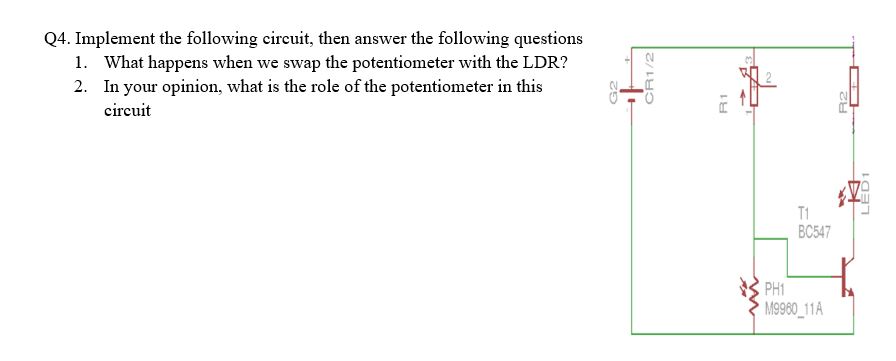 Q4. Implement the following circuit, then answer the following questions
1. What happens when we swap the potentiometer with the LDR?
2. In your opinion, what is the role of the potentiometer in this
circuit
G2
CR1/2
R1
3
2
1
R2
LED1
T1
BC547
PH1
M9960_11A